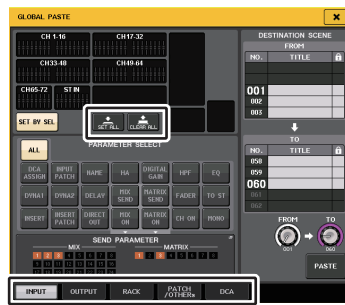 GLOBAL PASTE
CH 1-16
CH17-32
CH33-48
CH49-64
CH65-72
ST IN
SET BY SEL
SET ALL
CLEAR ALL
PARAMETER SELECT
ALL
DCA ASSIGN
INPUT PATCH
NAME
HA
DIGITAL GAIN
HPF
EQ
DYNA1
DYNA2
DELAY
MIX SEND
MATRIX SEND
FADER
TO ST
INSERT
INSERT PATCH
DIRECT OUT
MIX ON
MATRIX ON
CH ON
MONO
SEND PARAMETER
MIX
MATRIX
INPUT
OUTPUT
RACK
PATCH /OTHERs
DCA
DESTINATION SCENE
FROM
NO.
TITLE
001
002
003
TO
NO.
TITLE
058
059
060
061
062
FROM
TO
001
060
PASTE